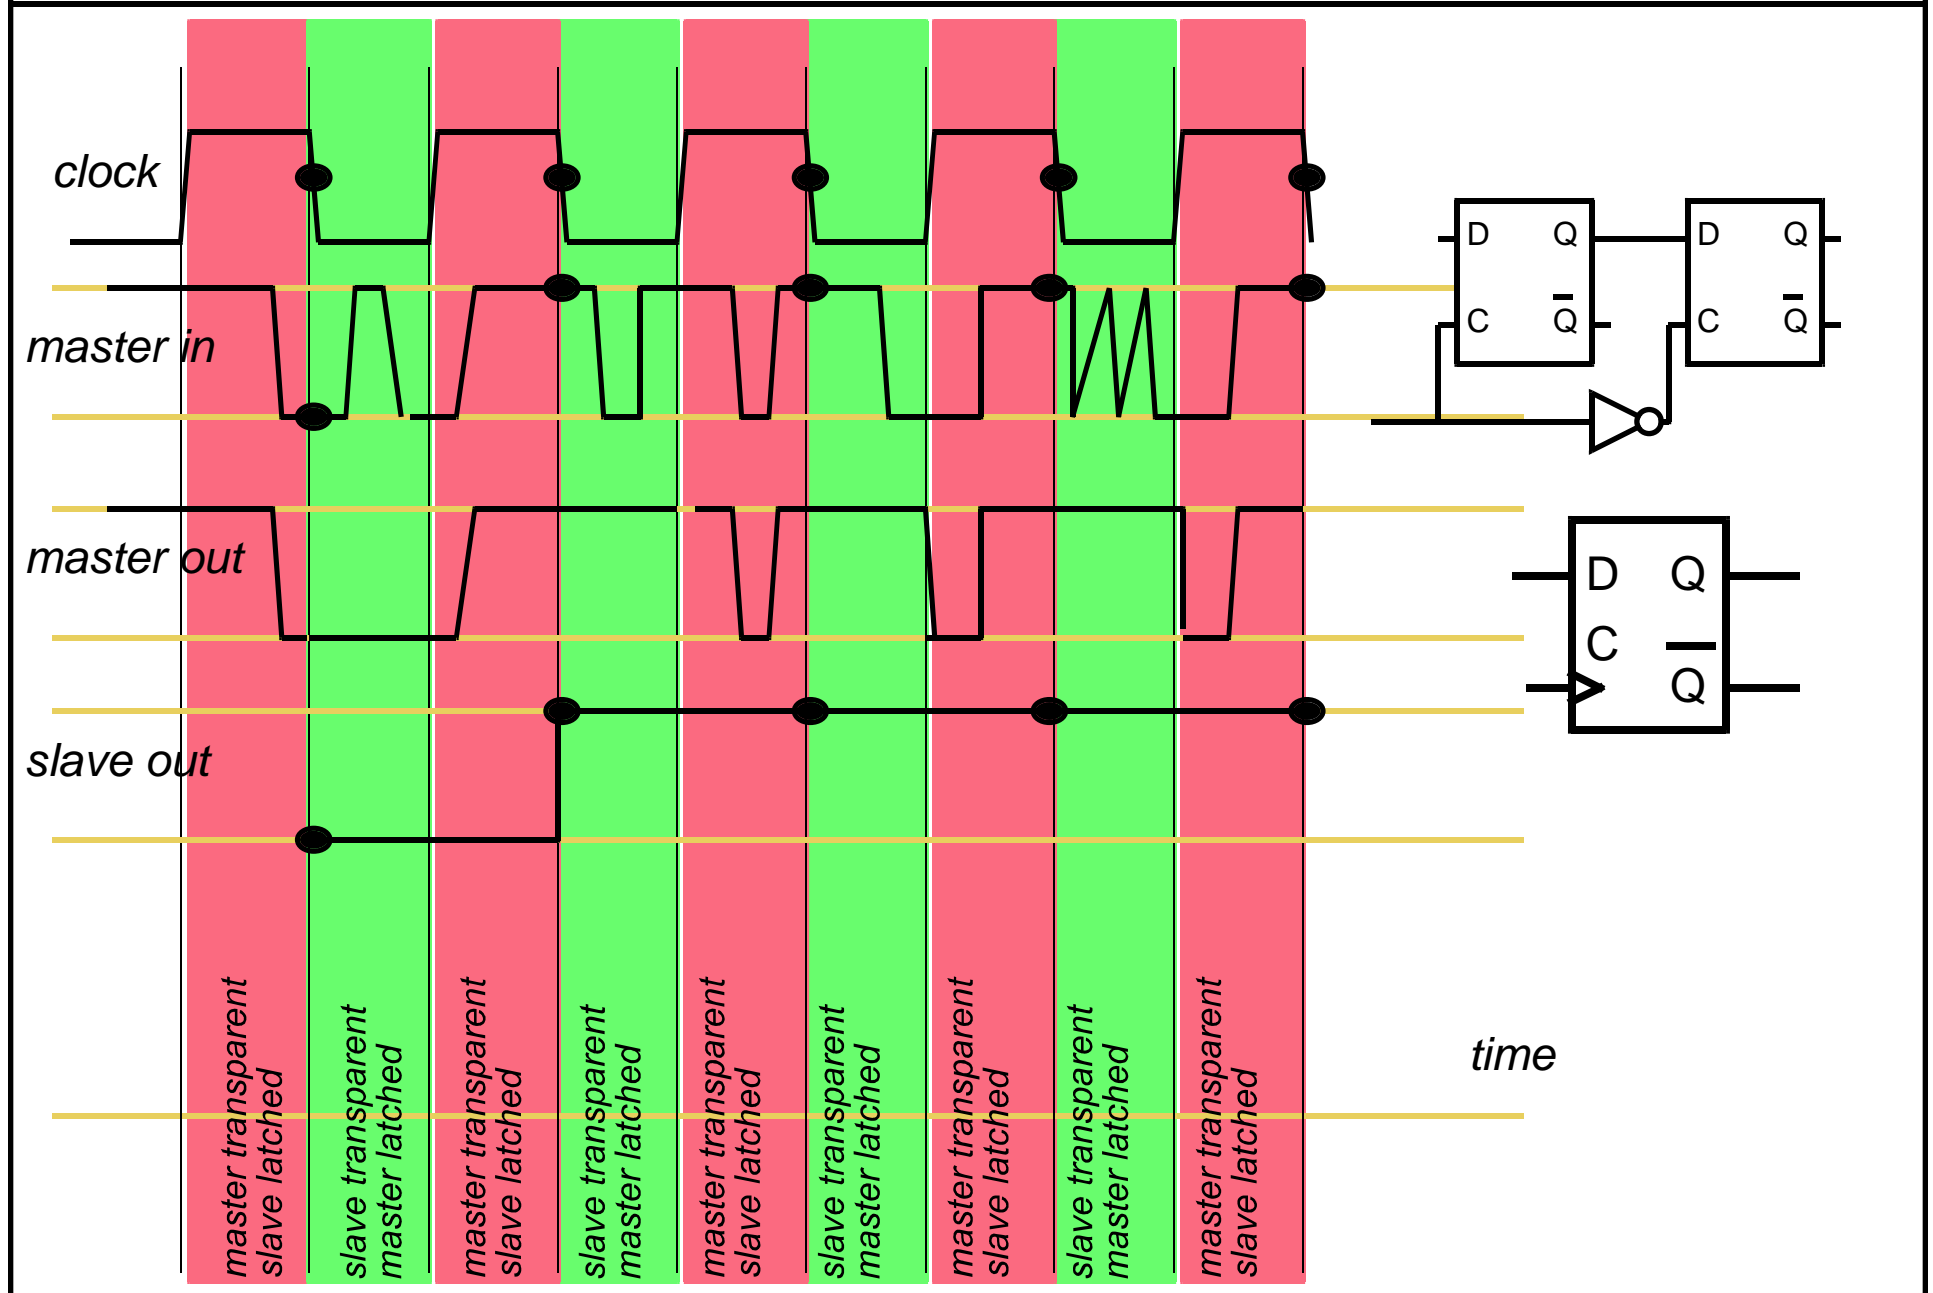 clock
master in
master out
slave out
time
D Q
C Q
D Q
C Q
D Q
C
Q
master transparent
slave latched
slave transparent
master latched
master transparent
slave latched
slave transparent
master latched
master transparent
slave latched
slave transparent
master latched
master transparent
slave latched
slave transparent
master latched
master transparent
slave latched